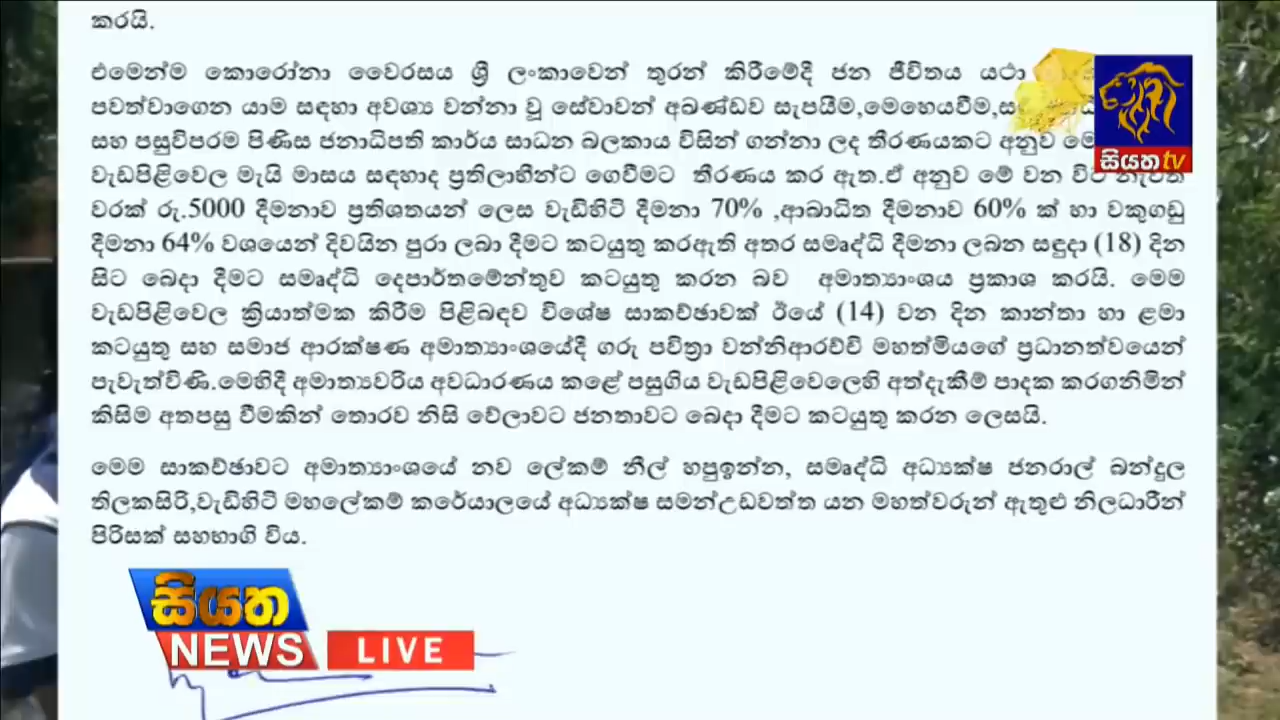 කරයි.
එමෙන්ම කොරෝනා වෛරසය ශ්‍රී ලංකාවෙන් තුරන් කිරීමේදී ජන ජීවිතය යථා
පවත්වාගෙන යාම සඳහා අවශ්‍ය වන්නා වූ සේවාවන් අඛණ්ඩව සැපයීම,මෙහෙයවීම,
සහ පසුවිපරම පිණිස ජනාධිපති කාර්ය සාධන බලකාය විසින් ගන්නා ලද තීරණයකට අනුව
වැඩපිළිවෙල මැයි මාසය සඳහාද ප්‍රතිලාභීන්ට ගෙවීමට තීරණය කර ඇත.ඒ අනුව මේ වන විට නැවත
වරක් රු.5000 දීමනාව ප්‍රතිශතයන් ලෙස වැඩිහිටි දීමනා 70% ,ආබාධිත දීමනාව 60% ක් හා වකුගඩු
දීමනා 64% වශයෙන් දිවයින පුරා ලබා දීමට කටයුතු කරඇති අතර සමෘද්ධි දීමනා ලබන සඳුදා (18) දින
සිට බෙදා දීමට සමෘද්ධි දෙපාර්තමේන්තුව කටයුතු කරන බව අමාත්‍යාංශය ප්‍රකාශ කරයි. මෙම
වැඩපිළිවෙල ක්‍රියාත්මක කිරීම පිළිබඳව විශේෂ සාකච්ඡාවක් ඊයේ (14) වන දින කාන්තා හා ළමා
කටයුතු සහ සමාජ ආරක්ෂණ අමාත්‍යාංශයේදී ගරු පවිත්‍රා වන්නිආරච්චි මහත්මියගේ ප්‍රධානත්වයෙන්
පැවැත්විණි.මෙහිදී අමාත්‍යවරිය අවධාරණය කළේ පසුගිය වැඩපිළිවෙලෙහි අත්දැකීම් පාදක කරගනිමින්
කිසිම අතපසු වීමකින් තොරව නිසි වේලාවට ජනතාවට බෙදා දීමට කටයුතු කරන ලෙසයි.
මෙම සාකච්ඡාවට අමාත්‍යාංශයේ නව ලේකම් නීල් හපුඉන්න, සමෘද්ධි අධ්‍යක්ෂ ජනරාල් බන්දුල
තිලකසිරි,වැඩිහිටි මහලේකම් කරේයාලයේ අධ්‍යක්ෂ සමන්උඩවත්ත යන මහත්වරුන් ඇතුළු නිලධාරීන්
පිරිසක් සහභාගි විය.
සියත tv
සියත
NEWS LIVE